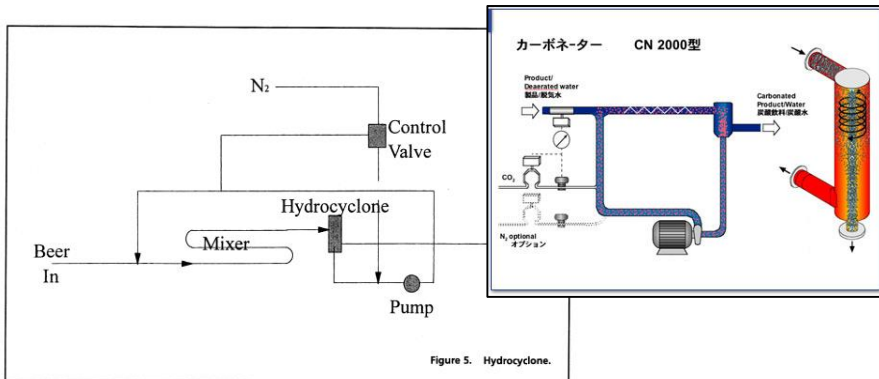 N₂
Control
Valve
Hydrocyclone
Mixer
Beer
In
Pump
Figure 5. Hydrocyclone.
カーボネーター CN 2000型
Product/
Deaerated water
製品/脱気水
Carbonated
Product/Water
炭酸飲料/炭酸水
CO₂
N₂ optional
オプション